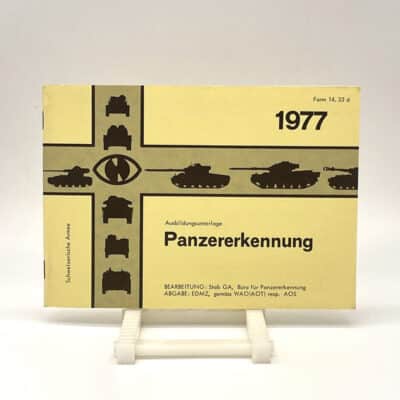 Form 14, 33 d
1977
Schweizerische Armee
Ausbildungsunterlage
Panzererkennung
BEARBEITUNG: Stab GA, Büro für Panzererkennung
ABGABE: EDMZ, gemäss WAO(AOT) resp. AOS